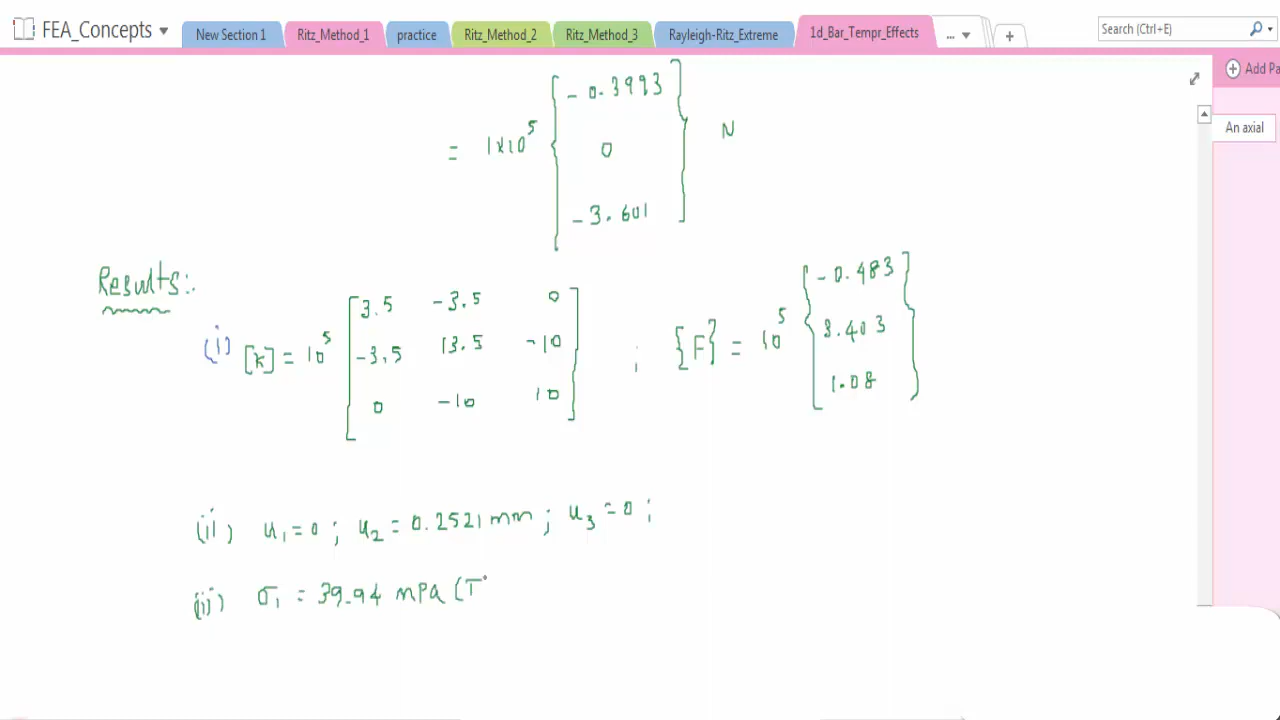 FEA_Concepts
New Section 1 Ritz_Method_1 practice Ritz_Method_2 Ritz_Method_3 Rayleigh-Ritz_Extreme 1d_Bar_Tempr_Effects ... +
Search (Ctrl+E)
Add Pa
An axial
- 0.3993
= 1x10^5 0 N
-3.601
Results:.
(i) [K] = 10^5
3.5 -3.5 0
-3.5 13.5 -10
0 -10 10
; {F} = 10^5
-0.483
3.403
1.08
(ii) u1=0 ; u2 = 0.2521 mm ; u3 = 0 ;
(ii) σ1 = 39.94 MPa (T